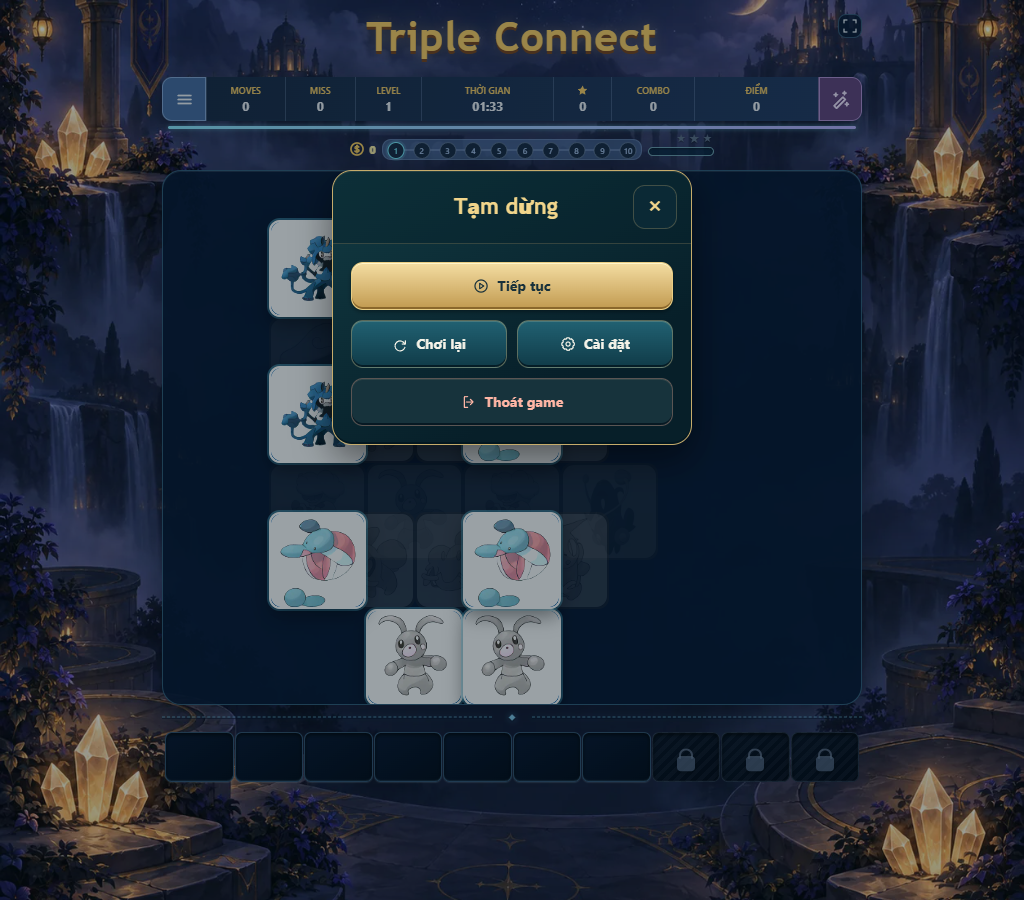 Triple Connect
MOVES MISS LEVEL THỜI GIAN COMBO ĐIỂM
0 0 1 01:33 0 0 0
0 1 2 3 4 5 6 7 8 9 10
Tạm dừng
Tiếp tục
Chơi lại Cài đặt
Thoát game